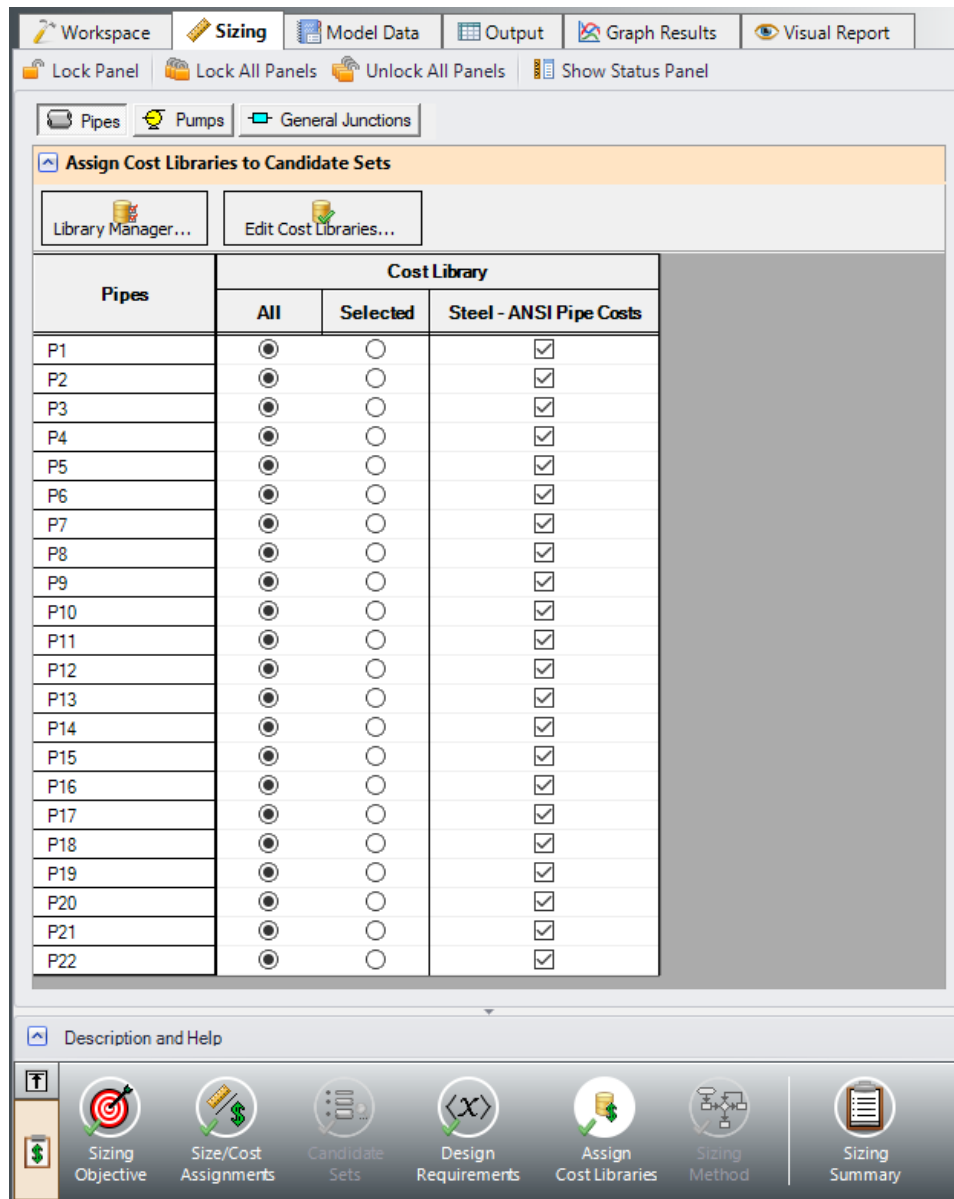 Workspace Sizing Model Data Output Graph Results Visual Report
Lock Panel Lock All Panels Unlock All Panels Show Status Panel
Pipes Pumps General Junctions
Assign Cost Libraries to Candidate Sets
Library Manager... Edit Cost Libraries...
Pipes Cost Library
All Selected Steel - ANSI Pipe Costs
P1
P2
P3
P4
P5
P6
P7
P8
P9
P10
P11
P12
P13
P14
P15
P16
P17
P18
P19
P20
P21
P22
Description and Help
Sizing Objective
Size/Cost Assignments
Candidate Sets
Design Requirements
Assign Cost Libraries
Sizing Method
Sizing Summary